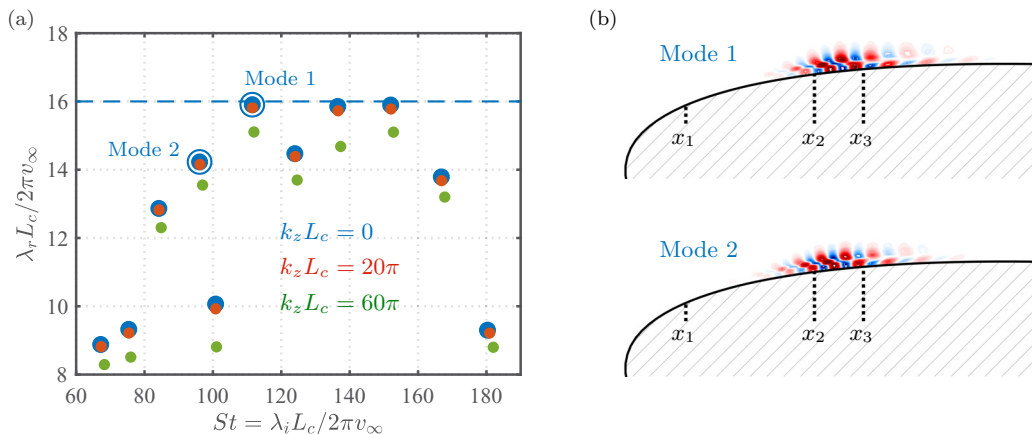 (a)
18
16
14
12
10
8
60 80 100 120 140 160 180
λ_r L_c/2πv_∞
St = λ_i L_c/2πv_∞
Mode 1
Mode 2
k_z L_c = 0
k_z L_c = 20π
k_z L_c = 60π
(b)
Mode 1
x_1 x_2 x_3
Mode 2
x_1 x_2 x_3